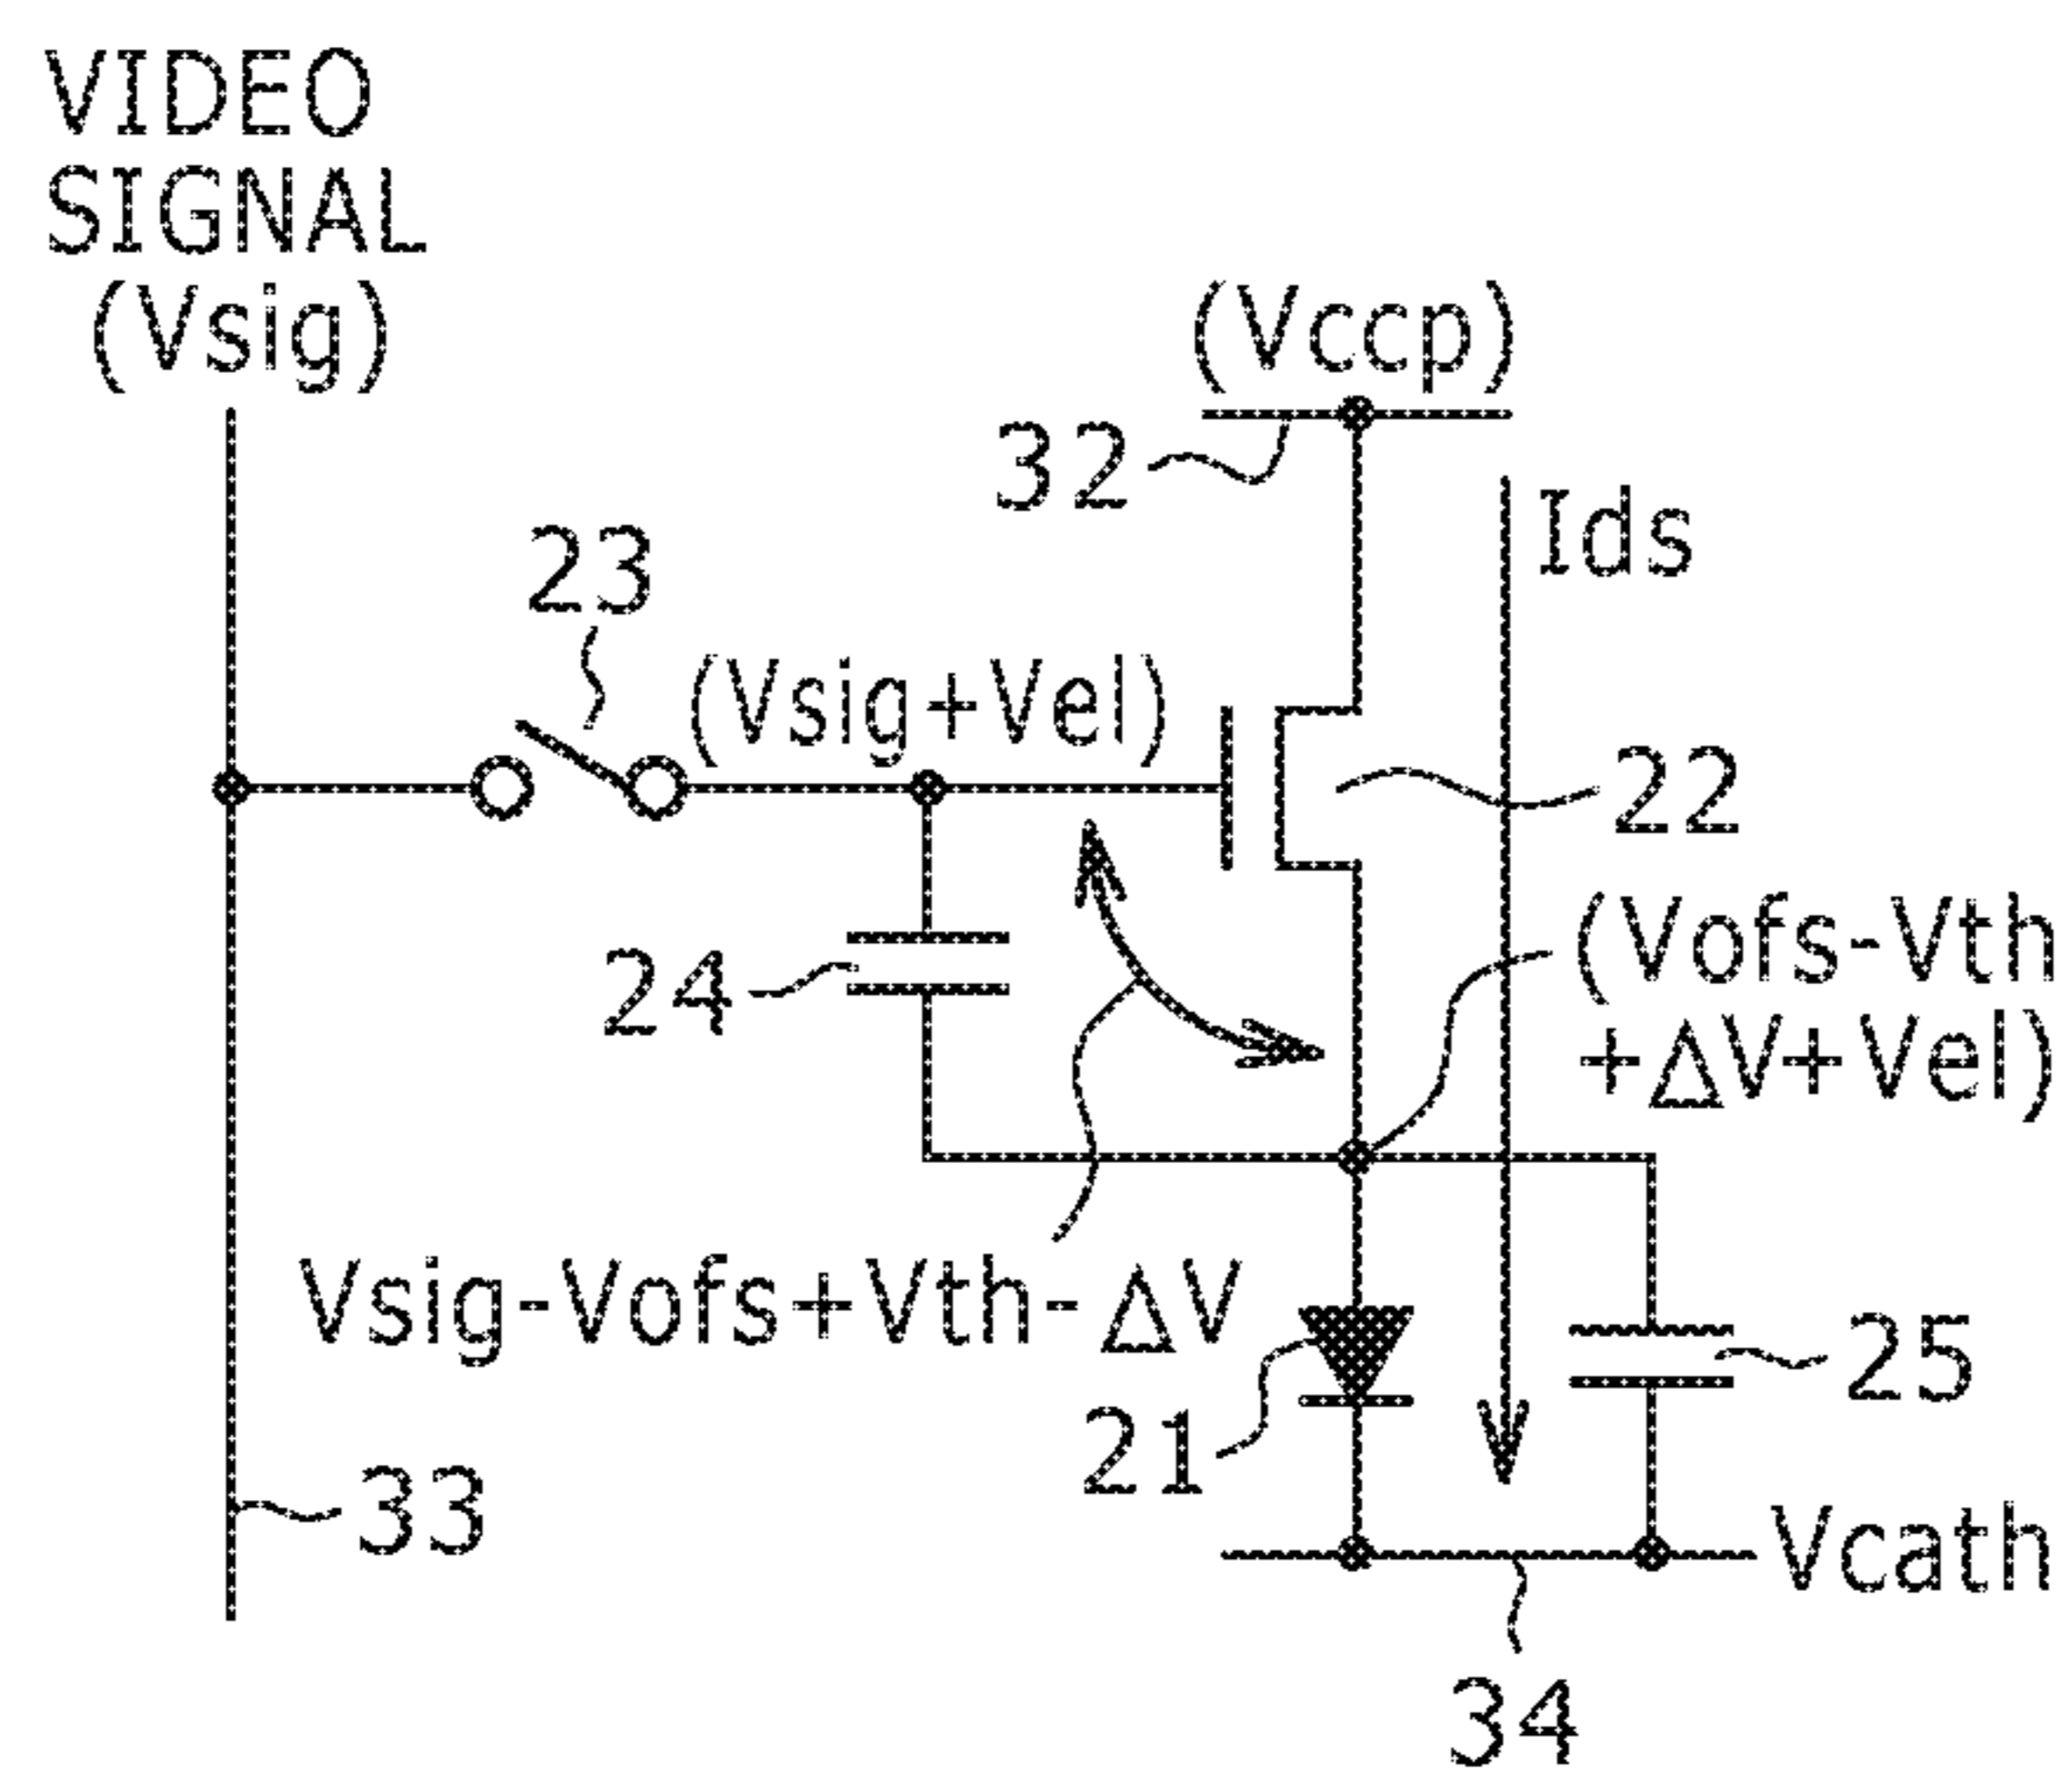 VIDEO
SIGNAL
(Vsig)
(Vccp)
32
Ids
23
(Vsig+Vel)
22
24
(Vofs-Vth
+ΔV+Vel)
Vsig-Vofs+Vth-ΔV
25
21
33
Vcath
34